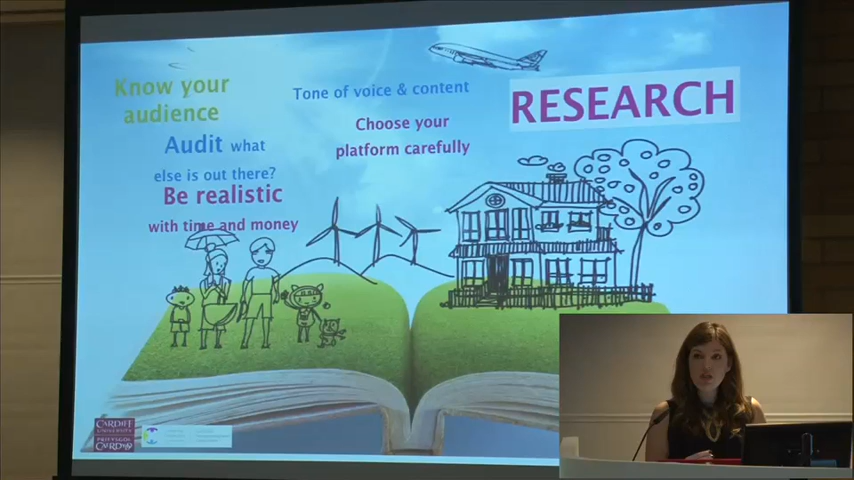 Know your
audience
Audit what
else is out there?
Be realistic
with time and money
Tone of voice & content
Choose your
platform carefully
RESEARCH
CARDIFF
UNIVERSITY
PRIFYSGOL
CAERDYDD